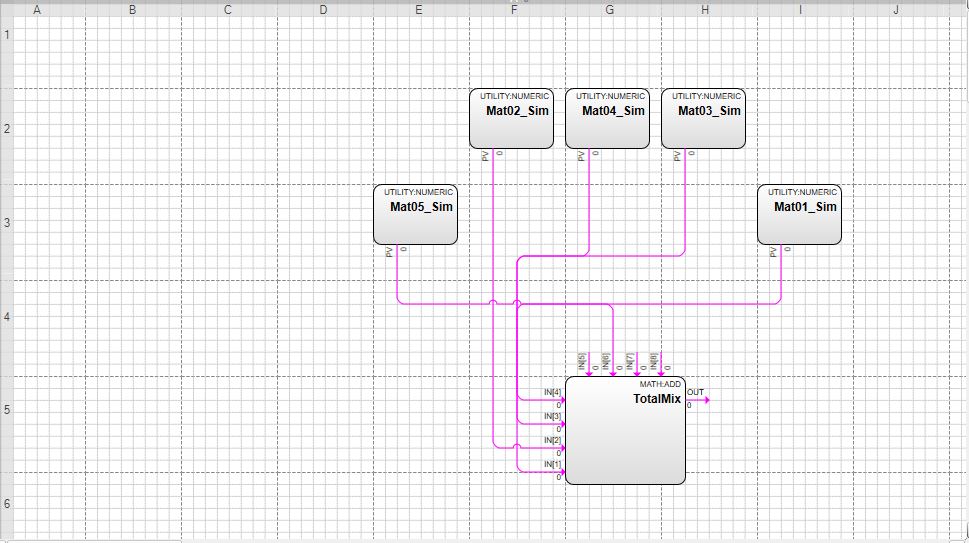 A B C D E F G H I J
1
UTILITY:NUMERIC UTILITY:NUMERIC UTILITY:NUMERIC
Mat02_Sim Mat04_Sim Mat03_Sim
2
PV 0 PV 0 PV 0
UTILITY:NUMERIC UTILITY:NUMERIC
Mat05_Sim Mat01_Sim
3
PV 0 PV 0
4
IN[5] 0 IN[6] 0 IN[7] 0 IN[8] 0
MATH:ADD
TotalMix
IN[4] OUT
0 0
5
IN[3]
0
IN[2]
0
IN[1]
0
6